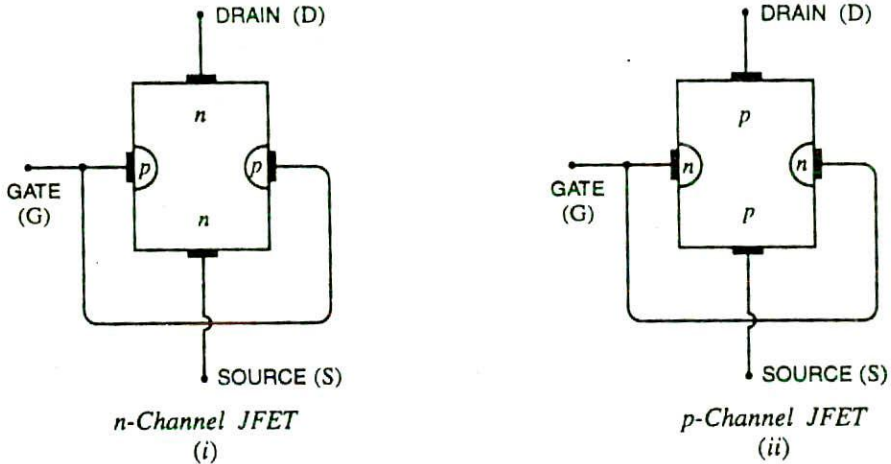 DRAIN (D)
n
p
p
GATE
(G)
n
SOURCE (S)
n-Channel JFET
(i)
DRAIN (D)
p
n
n
GATE
(G)
p
SOURCE (S)
p-Channel JFET
(ii)